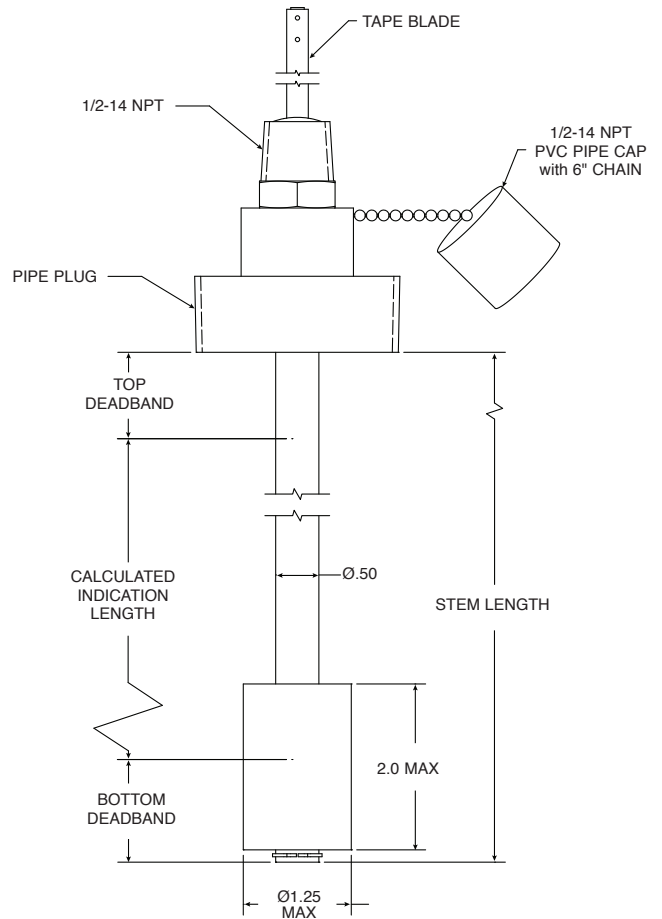 TAPE BLADE
1/2-14 NPT
1/2-14 NPT
PVC PIPE CAP
with 6" CHAIN
PIPE PLUG
TOP
DEADBAND
CALCULATED
INDICATION
LENGTH
Ø.50
STEM LENGTH
2.0 MAX
BOTTOM
DEADBAND
Ø1.25
MAX